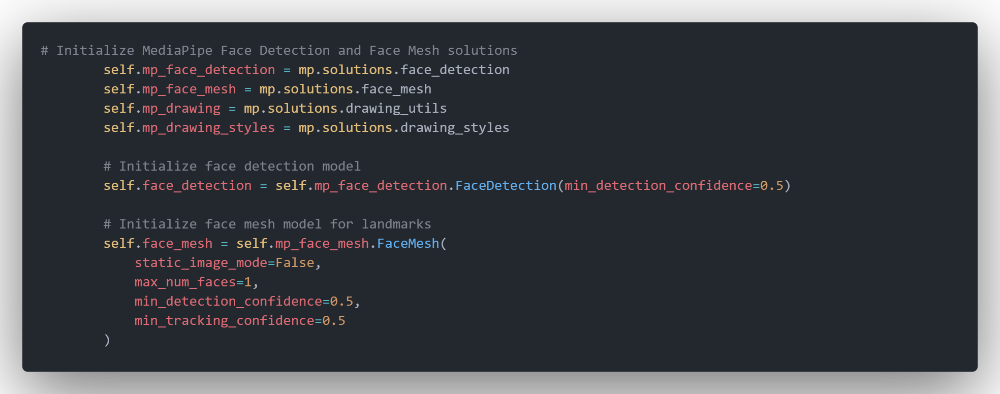 # Initialize MediaPipe Face Detection and Face Mesh solutions
        self.mp_face_detection = mp.solutions.face_detection
        self.mp_face_mesh = mp.solutions.face_mesh
        self.mp_drawing = mp.solutions.drawing_utils
        self.mp_drawing_styles = mp.solutions.drawing_styles

        # Initialize face detection model
        self.face_detection = self.mp_face_detection.FaceDetection(min_detection_confidence=0.5)

        # Initialize face mesh model for landmarks
        self.face_mesh = self.mp_face_mesh.FaceMesh(
            static_image_mode=False,
            max_num_faces=1,
            min_detection_confidence=0.5,
            min_tracking_confidence=0.5
        )